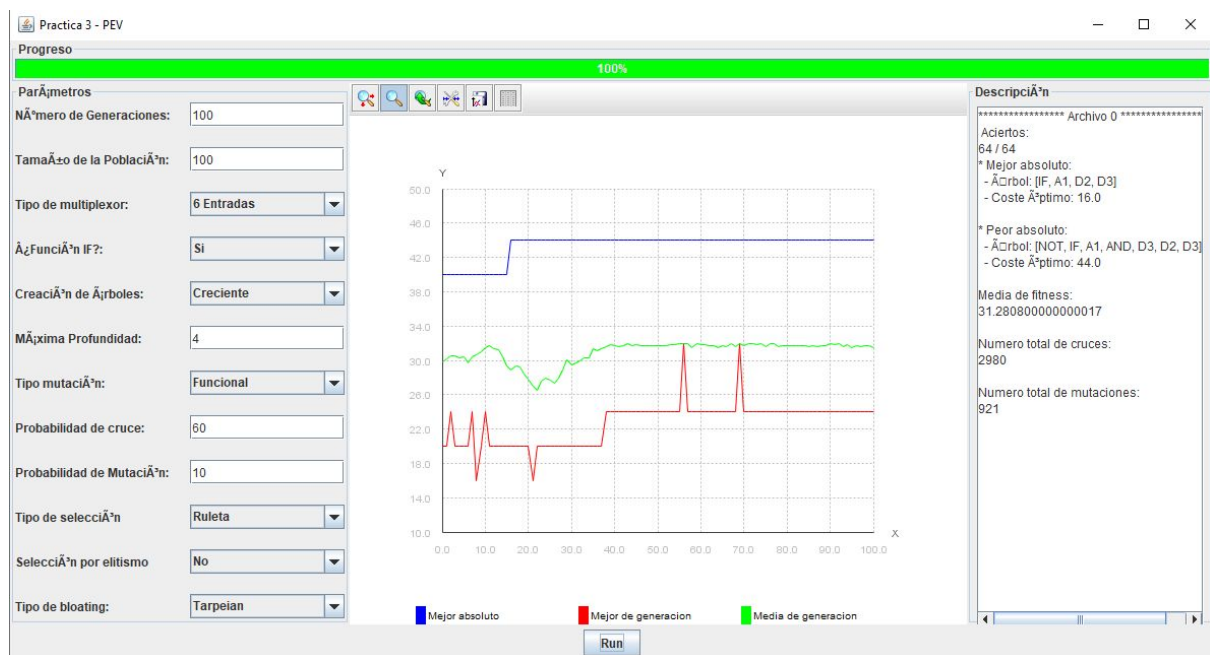 Practica 3 - PEV
Progreso
100%
ParÃ¡metros
NÃºmero de Generaciones: 100
TamaÃ±o de la PoblaciÃ³n: 100
Tipo de multiplexor: 6 Entradas
Â¿FunciÃ³n IF?: Si
CreaciÃ³n de Ã¡rboles: Creciente
MÃ¡xima Profundidad: 4
Tipo mutaciÃ³n: Funcional
Probabilidad de cruce: 60
Probabilidad de MutaciÃ³n: 10
Tipo de selecciÃ³n Ruleta
SelecciÃ³n por elitismo No
Tipo de bloating: Tarpeian
Y
50.0
46.0
42.0
38.0
34.0
30.0
26.0
22.0
18.0
14.0
10.0
X
0.0 10.0 20.0 30.0 40.0 50.0 60.0 70.0 80.0 90.0 100.0
Mejor absoluto Mejor de generacion Media de generacion
DescripciÃ³n
***************** Archivo 0 ****************
Aciertos:
64 / 64
* Mejor absoluto:
- Ã□rbol: [IF, A1, D2, D3]
- Coste Ã³ptimo: 16.0
* Peor absoluto:
- Ã□rbol: [NOT, IF, A1, AND, D3, D2, D3]
- Coste Ã³ptimo: 44.0
Media de fitness:
31.280800000000017
Numero total de cruces:
2980
Numero total de mutaciones:
921
Run